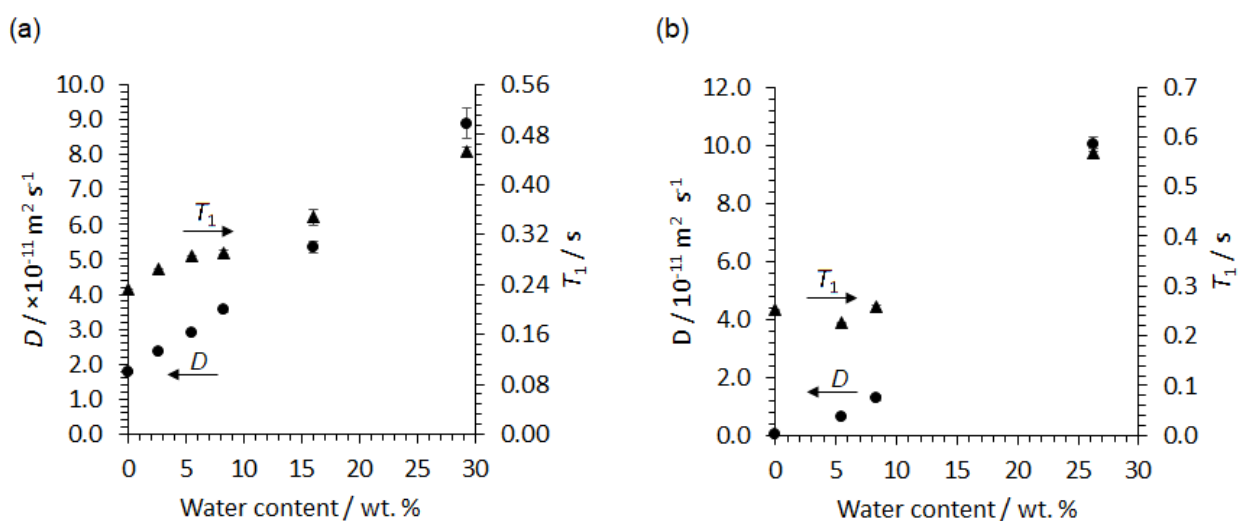 (a)
10.0
9.0
8.0
7.0
6.0
5.0
4.0
3.0
2.0
1.0
0.0
D / ×10⁻¹¹ m² s⁻¹
0.56
0.48
0.40
0.32
0.24
0.16
0.08
0.00
T₁ / s
T₁
D
0 5 10 15 20 25 30
Water content / wt. %
(b)
12.0
10.0
8.0
6.0
4.0
2.0
0.0
D / 10⁻¹¹ m² s⁻¹
0.7
0.6
0.5
0.4
0.3
0.2
0.1
0.0
T₁ / s
T₁
D
0 5 10 15 20 25 30
Water content / wt. %